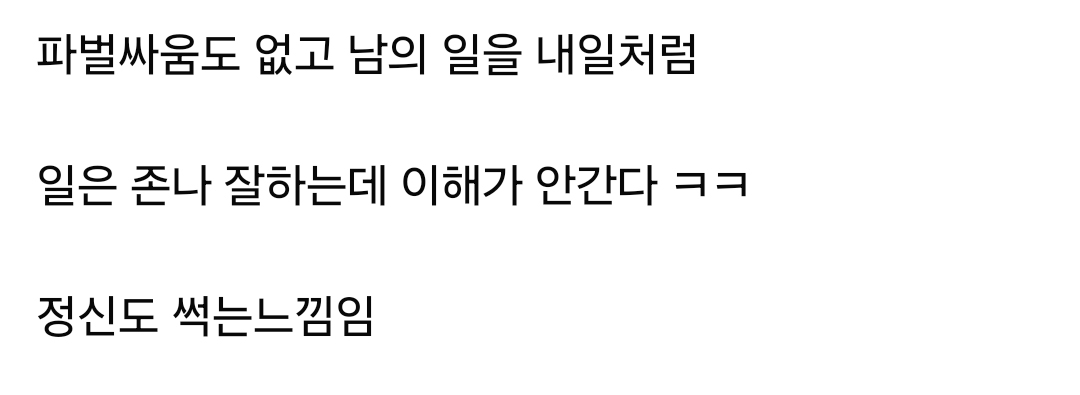 파벌싸움도 없고 남의 일을 내일처럼
일은 존나 잘하는데 이해가 안간다 ㅋㅋ
정신도 썩는느낌임